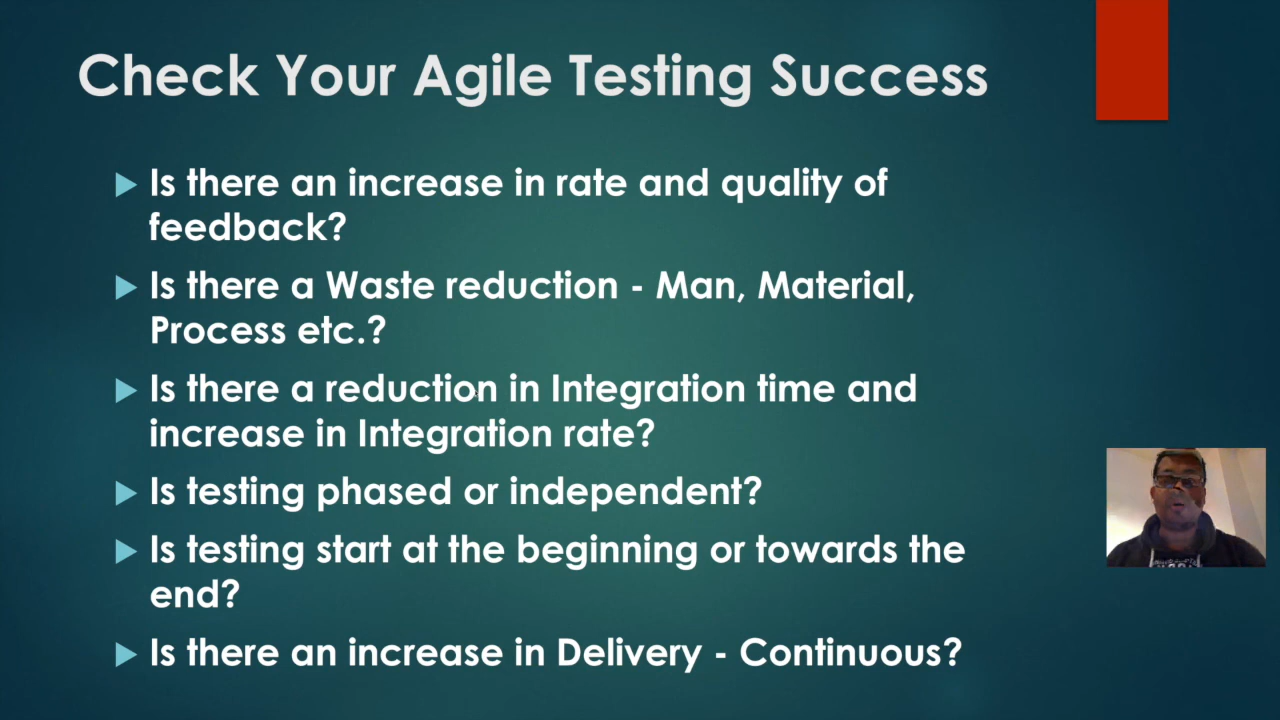 Check Your Agile Testing Success
Is there an increase in rate and quality of
feedback?
Is there a Waste reduction - Man, Material,
Process etc.?
Is there a reduction in Integration time and
increase in Integration rate?
Is testing phased or independent?
Is testing start at the beginning or towards the
end?
Is there an increase in Delivery - Continuous?